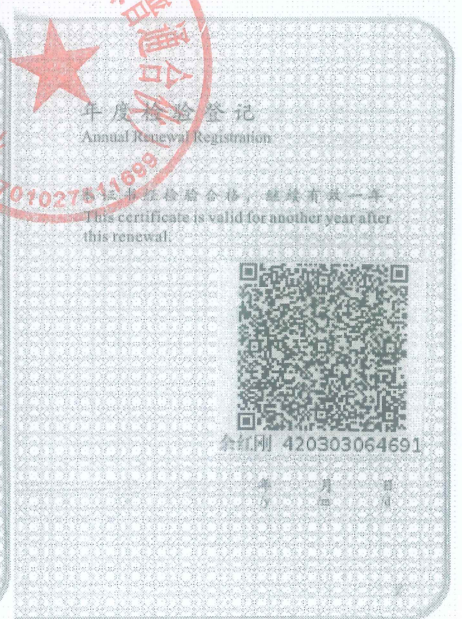 年度检验登记
Annual Renewal Registration
本证书经检验合格，继续有效一年。
This certificate is valid for another year after
this renewal.
余红刚 420303064691
年 月 日
/y /m /d